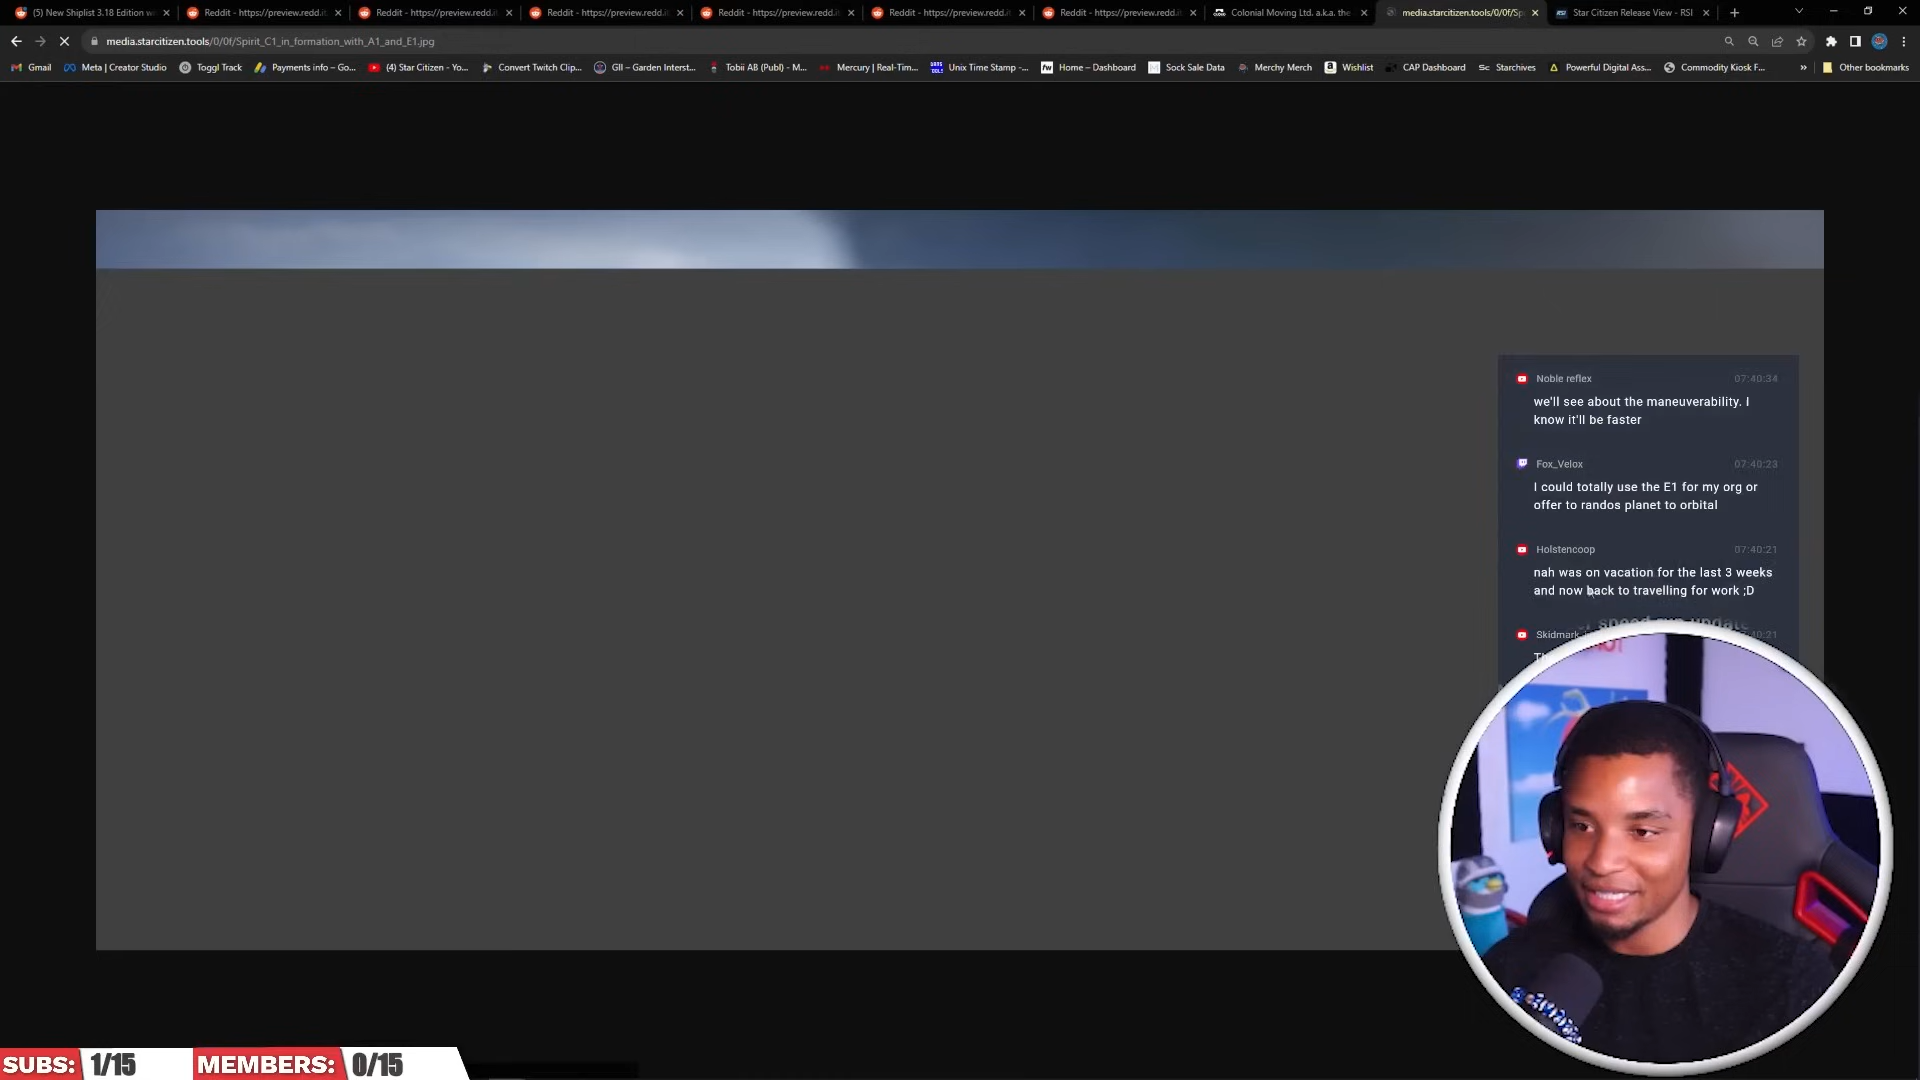 (5) New Shiplist 3.18 Edition w
Reddit - https://preview.redd.it
Reddit - https://preview.redd.i
Reddit - https://preview.redd.i
Reddit - https://preview.redd.it
Reddit - https://preview.redd.i
Reddit - https://preview.redd.it
Colonial Moving Ltd. a.k.a. the
media.starcitizen.tools/0/0f/Sp
Star Citizen Release View - RSI
media.starcitizen.tools/0/0f/Spirit_C1_in_formation_with_A1_and_E1.jpg
Gmail
Meta | Creator Studio
Toggl Track
Payments info – Go...
(4) Star Citizen - Yo...
Convert Twitch Clip...
GII – Garden Interst...
Tobii AB (Publ) - M...
Mercury | Real-Tim...
Unix Time Stamp -...
Home – Dashboard
Sock Sale Data
Merchy Merch
Wishlist
CAP Dashboard
Starchives
Powerful Digital Ass...
Commodity Kiosk F...
»
Other bookmarks
Noble reflex 07:40:34
we'll see about the maneuverability. I
know it'll be faster
Fox_Velox 07:40:23
I could totally use the E1 for my org or
offer to randos planet to orbital
Holstencoop 07:40:21
nah was on vacation for the last 3 weeks
and now back to travelling for work ;D
Skidmark
SUBS: 1/15
MEMBERS: 0/15